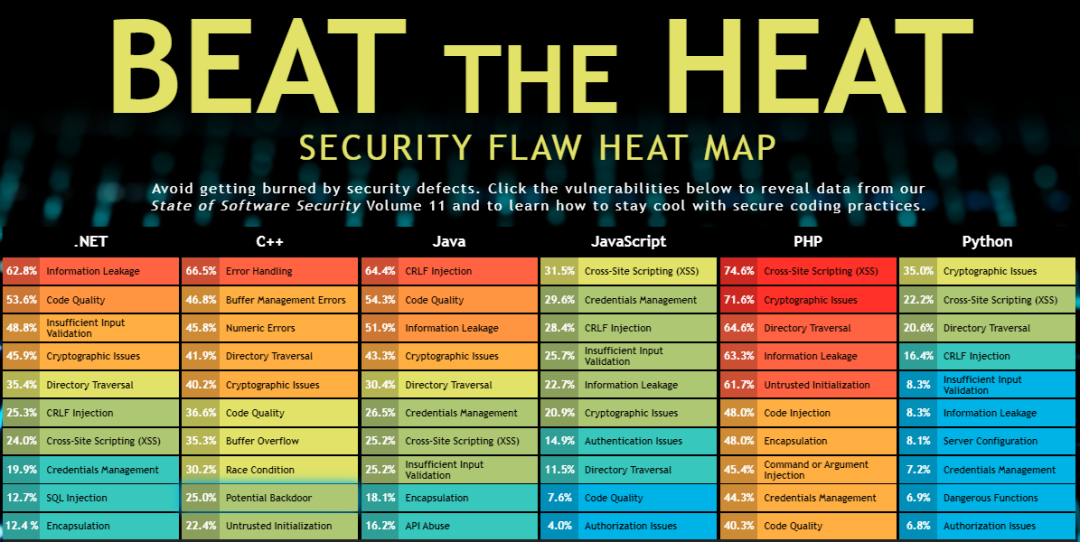 BEAT THE HEAT
SECURITY FLAW HEAT MAP
Avoid getting burned by security defects. Click the vulnerabilities below to reveal data from our
State of Software Security Volume 11 and to learn how to stay cool with secure coding practices.
.NET
62.8% Information Leakage
53.6% Code Quality
48.8% Insufficient Input
Validation
45.9% Cryptographic Issues
35.4% Directory Traversal
25.3% CRLF Injection
24.0% Cross-Site Scripting (XSS)
19.9% Credentials Management
12.7% SQL Injection
12.4 % Encapsulation
C++
66.5% Error Handling
46.8% Buffer Management Errors
45.8% Numeric Errors
41.9% Directory Traversal
40.2% Cryptographic Issues
36.6% Code Quality
35.3% Buffer Overflow
30.2% Race Condition
25.0% Potential Backdoor
22.4% Untrusted Initialization
Java
64.4% CRLF Injection
54.3% Code Quality
51.9% Information Leakage
43.3% Cryptographic Issues
30.4% Directory Traversal
26.5% Credentials Management
25.2% Cross-Site Scripting (XSS)
25.2% Insufficient Input
Validation
18.1% Encapsulation
16.2% API Abuse
JavaScript
31.5% Cross-Site Scripting (XSS)
29.6% Credentials Management
28.4% CRLF Injection
25.7% Insufficient Input
Validation
22.7% Information Leakage
20.9% Cryptographic Issues
14.9% Authentication Issues
11.5% Directory Traversal
7.6% Code Quality
4.0% Authorization Issues
PHP
74.6% Cross-Site Scripting (XSS)
71.6% Cryptographic Issues
64.6% Directory Traversal
63.3% Information Leakage
61.7% Untrusted Initialization
48.0% Code Injection
48.0% Encapsulation
45.4% Command or Argument
Injection
44.3% Credentials Management
40.3% Code Quality
Python
35.0% Cryptographic Issues
22.2% Cross-Site Scripting (XSS)
20.6% Directory Traversal
16.4% CRLF Injection
8.3% Insufficient Input
Validation
8.3% Information Leakage
8.1% Server Configuration
7.2% Credentials Management
6.9% Dangerous Functions
6.8% Authorization Issues